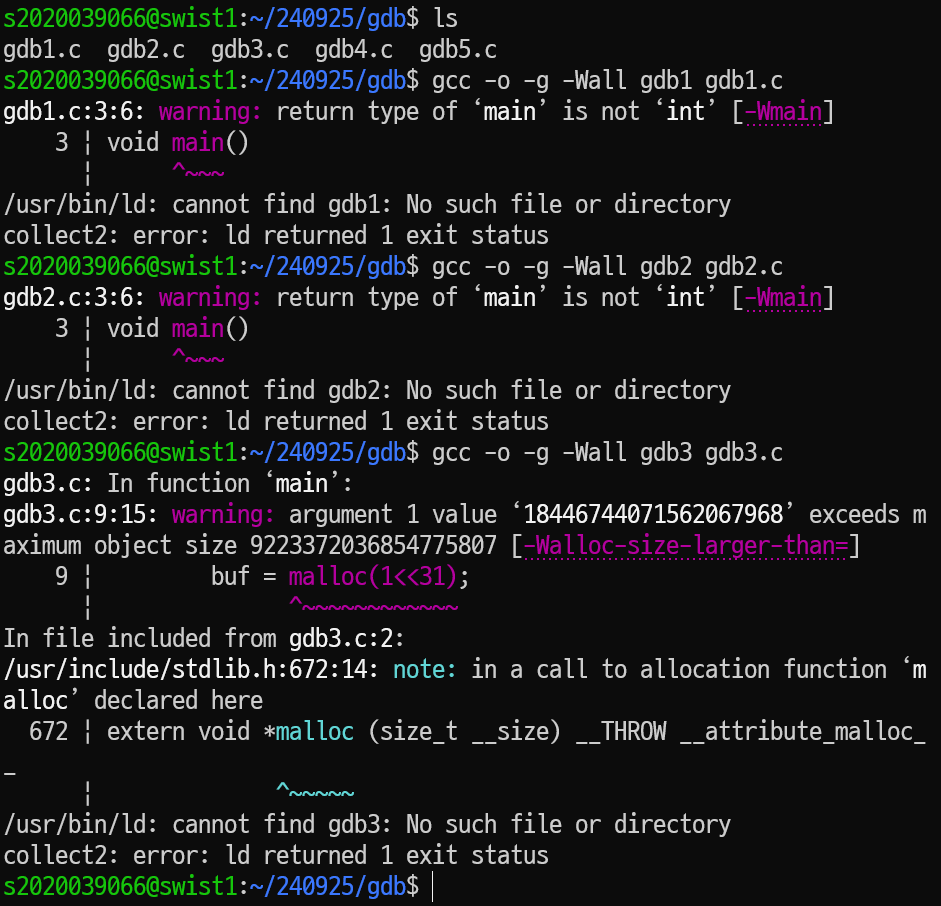 s2020039066@swist1:~/240925/gdb$ ls
gdb1.c  gdb2.c  gdb3.c  gdb4.c  gdb5.c
s2020039066@swist1:~/240925/gdb$ gcc -o -g -Wall gdb1 gdb1.c
gdb1.c:3:6: warning: return type of ‘main’ is not ‘int’ [-Wmain]
    3 | void main()
      |      ^~~~
/usr/bin/ld: cannot find gdb1: No such file or directory
collect2: error: ld returned 1 exit status
s2020039066@swist1:~/240925/gdb$ gcc -o -g -Wall gdb2 gdb2.c
gdb2.c:3:6: warning: return type of ‘main’ is not ‘int’ [-Wmain]
    3 | void main()
      |      ^~~~
/usr/bin/ld: cannot find gdb2: No such file or directory
collect2: error: ld returned 1 exit status
s2020039066@swist1:~/240925/gdb$ gcc -o -g -Wall gdb3 gdb3.c
gdb3.c: In function ‘main’:
gdb3.c:9:15: warning: argument 1 value ‘18446744071562067968’ exceeds m
aximum object size 9223372036854775807 [-Walloc-size-larger-than=]
    9 |         buf = malloc(1<<31);
      |               ^~~~~~~~~~~~~
In file included from gdb3.c:2:
/usr/include/stdlib.h:672:14: note: in a call to allocation function ‘m
alloc’ declared here
  672 | extern void *malloc (size_t __size) __THROW __attribute_malloc_
_
      |              ^~~~~~
/usr/bin/ld: cannot find gdb3: No such file or directory
collect2: error: ld returned 1 exit status
s2020039066@swist1:~/240925/gdb$